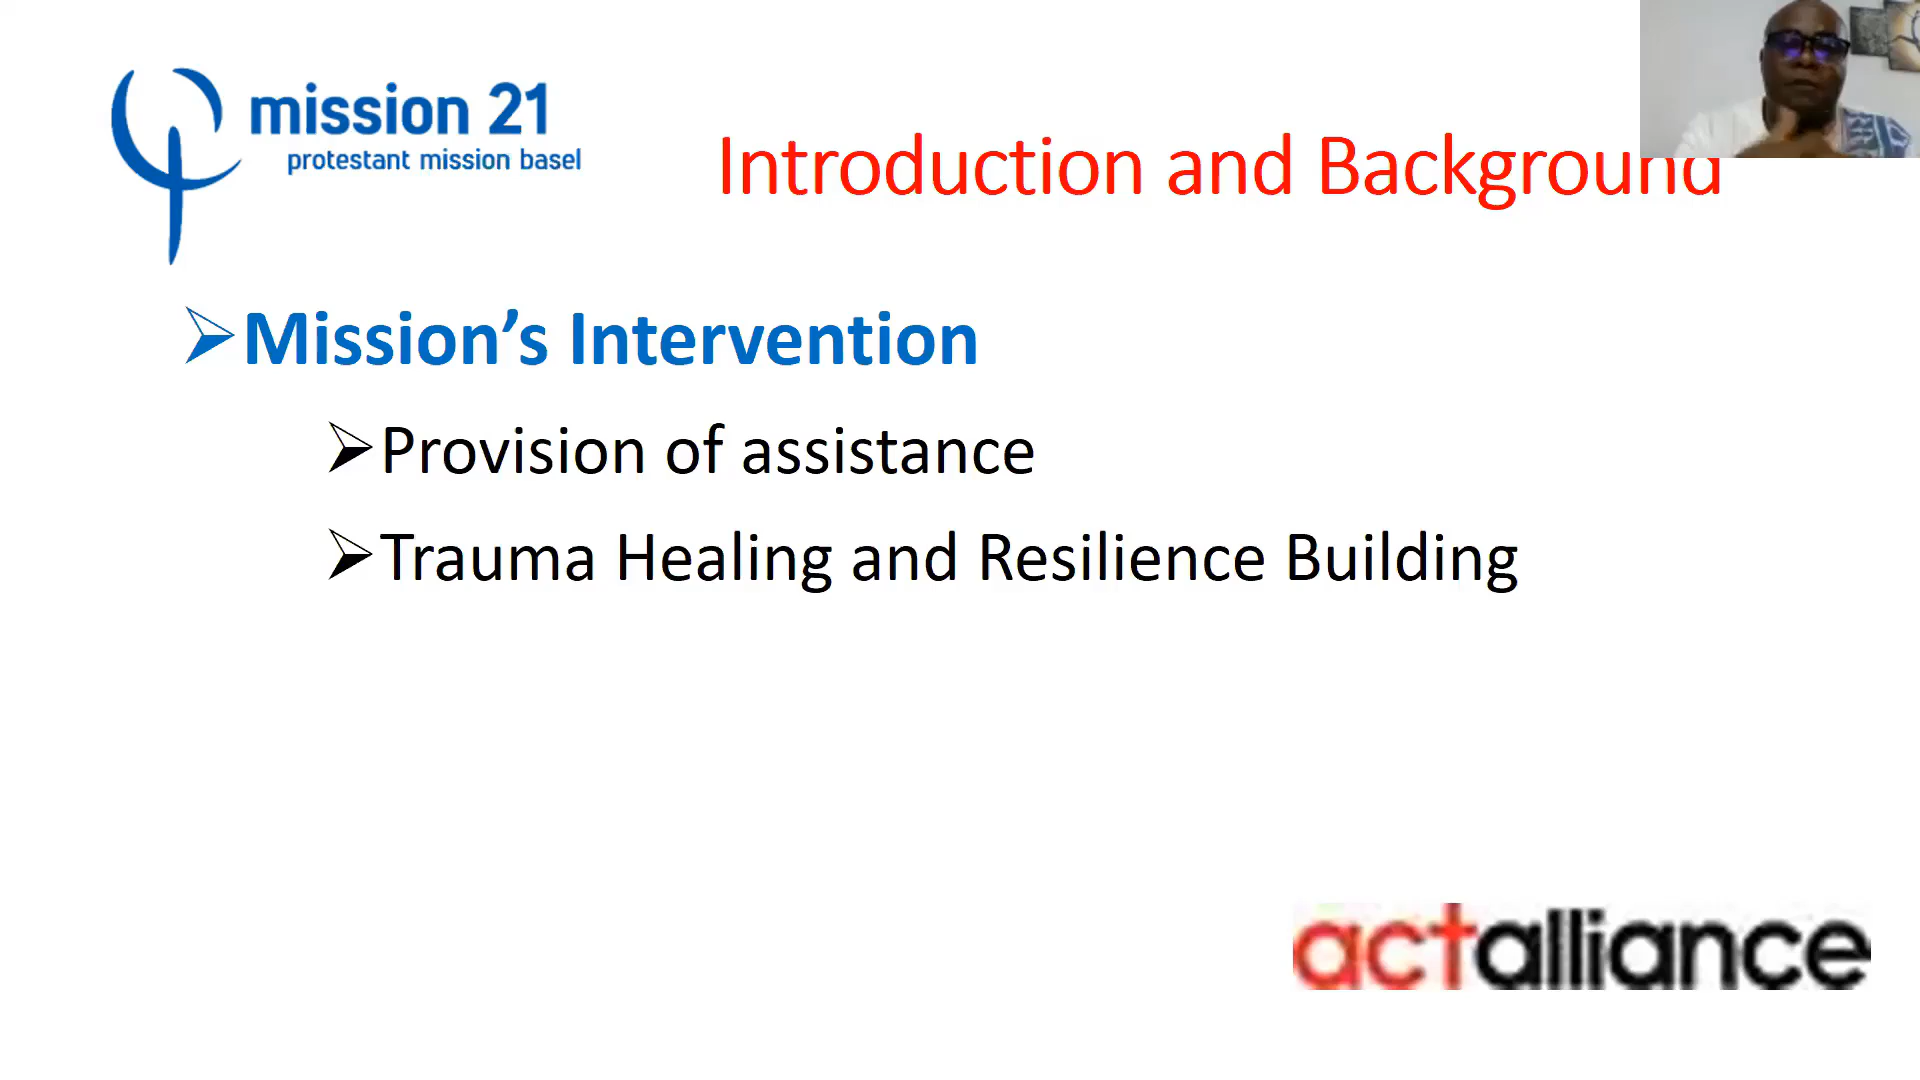 mission 21
protestant mission basel
Introduction and Background
Mission’s Intervention
Provision of assistance
Trauma Healing and Resilience Building
actalliance